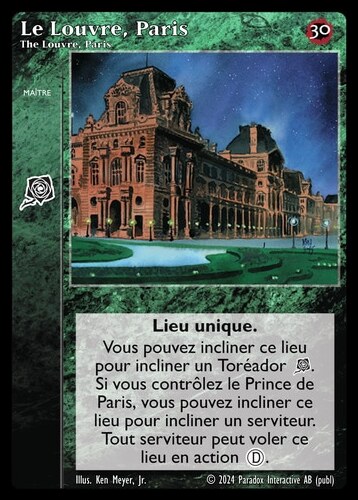 Le Louvre, Paris
The Louvre, Paris
30
MAÎTRE
Lieu unique.
Vous pouvez incliner ce lieu
pour incliner un Toréador
.
Si vous contrôlez le Prince de
Paris, vous pouvez incliner ce
lieu pour incliner un serviteur.
Tout serviteur peut voler ce
lieu en action Ⓓ.
Illus. Ken Meyer, Jr.
© 2024 Paradox Interactive AB (publ)